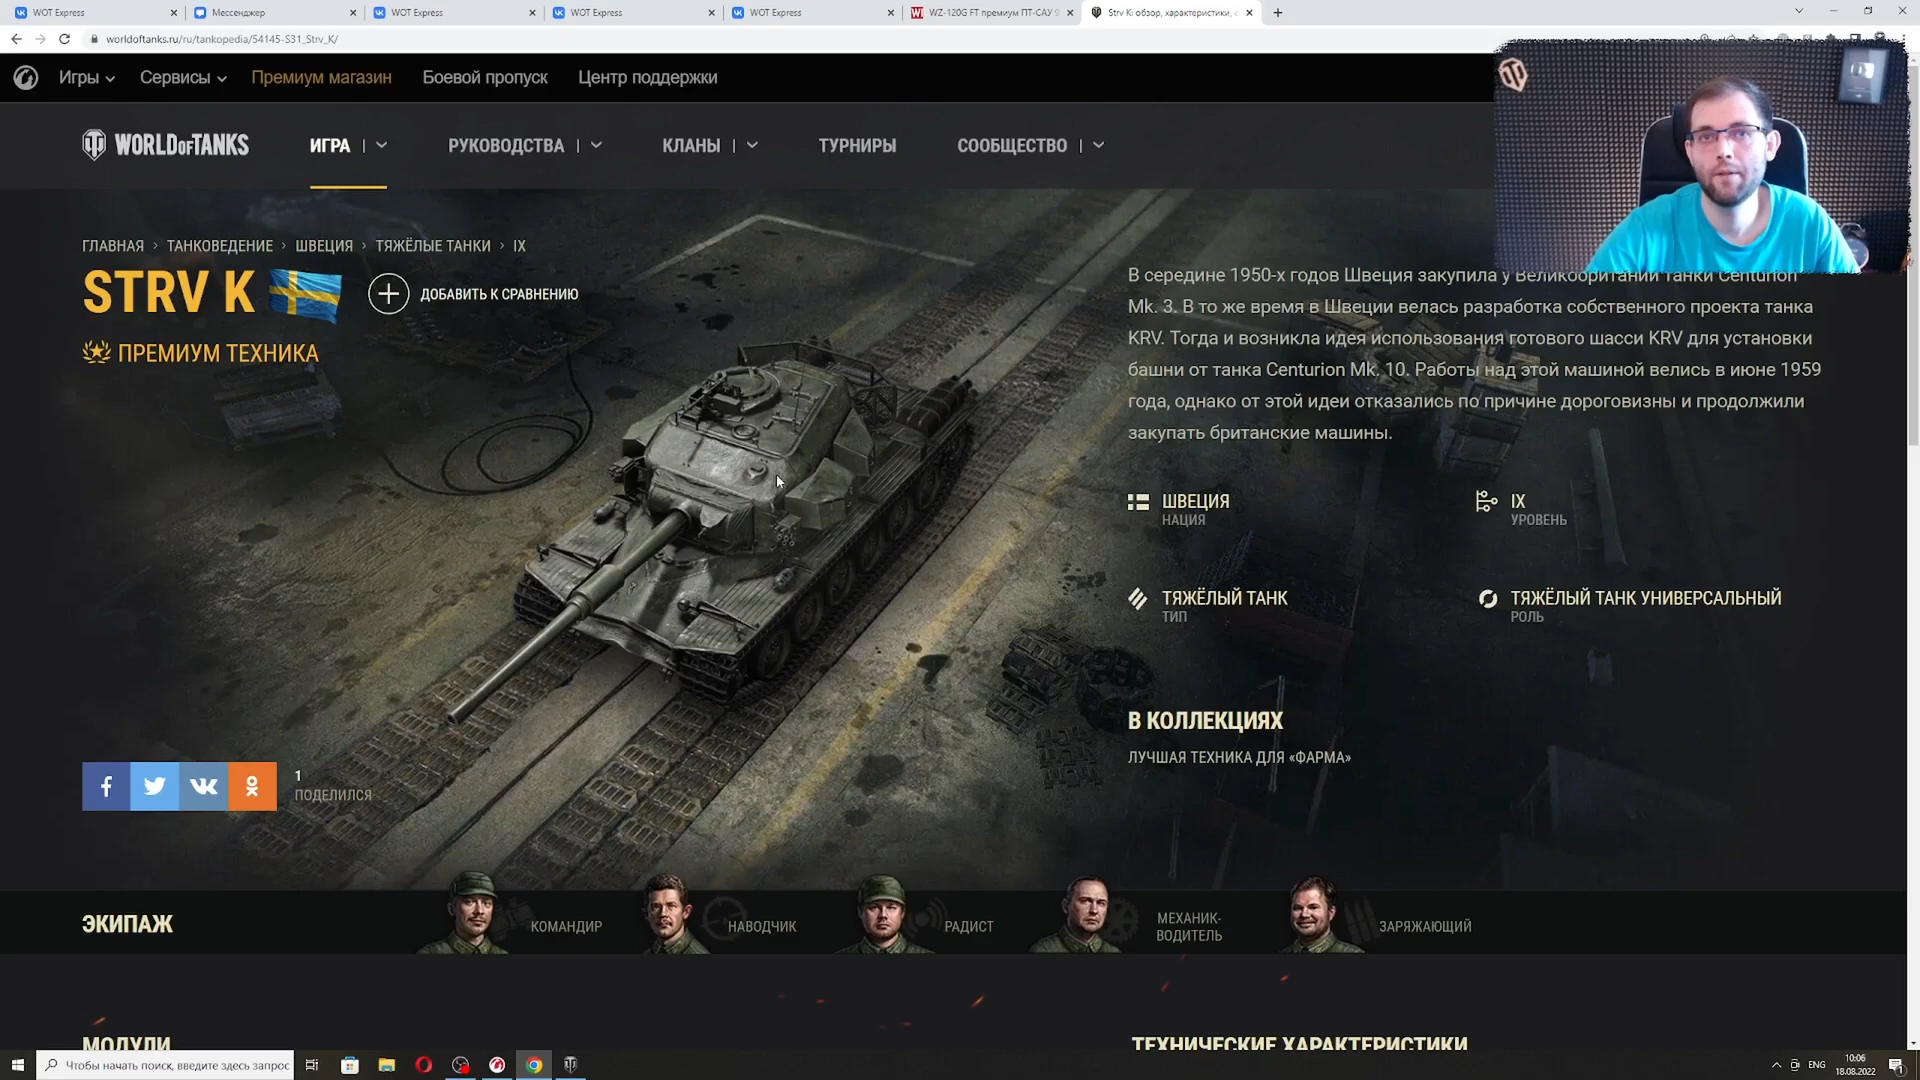 WOT Express
Мессенджер
WOT Express
WOT Express
WOT Express
WZ-120G FT премиум ПТ-САУ 9
Strv K: обзор, характеристики, с
worldoftanks.ru/ru/tankopedia/54145-S31_Strv_K/
Игры
Сервисы
Премиум магазин
Боевой пропуск
Центр поддержки
WORLD OF TANKS
ИГРА
РУКОВОДСТВА
КЛАНЫ
ТУРНИРЫ
СООБЩЕСТВО
ГЛАВНАЯ > ТАНКОВЕДЕНИЕ > ШВЕЦИЯ > ТЯЖЁЛЫЕ ТАНКИ > IX
STRV K
ДОБАВИТЬ К СРАВНЕНИЮ
ПРЕМИУМ ТЕХНИКА
В середине 1950-х годов Швеция закупила у Великобритании танки Centurion
Mk. 3. В то же время в Швеции велась разработка собственного проекта танка
KRV. Тогда и возникла идея использования готового шасси KRV для установки
башни от танка Centurion Mk. 10. Работы над этой машиной велись в июне 1959
года, однако от этой идеи отказались по причине дороговизны и продолжили
закупать британские машины.
ШВЕЦИЯ
НАЦИЯ
IX
УРОВЕНЬ
ТЯЖЁЛЫЙ ТАНК
ТИП
ТЯЖЁЛЫЙ ТАНК УНИВЕРСАЛЬНЫЙ
РОЛЬ
В КОЛЛЕКЦИЯХ
ЛУЧШАЯ ТЕХНИКА ДЛЯ «ФАРМА»
1
ПОДЕЛИЛСЯ
ЭКИПАЖ
КОМАНДИР
НАВОДЧИК
РАДИСТ
МЕХАНИК-
ВОДИТЕЛЬ
ЗАРЯЖАЮЩИЙ
МОДУЛИ
ТЕХНИЧЕСКИЕ ХАРАКТЕРИСТИКИ
Чтобы начать поиск, введите здесь запрос
ENG
10:06
18.08.2022